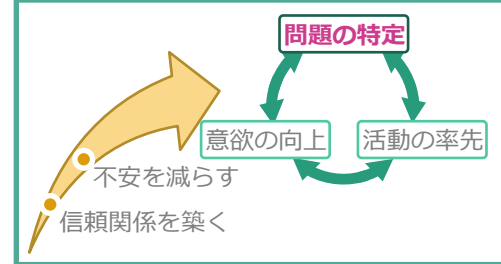 問題の特定
意欲の向上
活動の率先
不安を減らす
信頼関係を築く